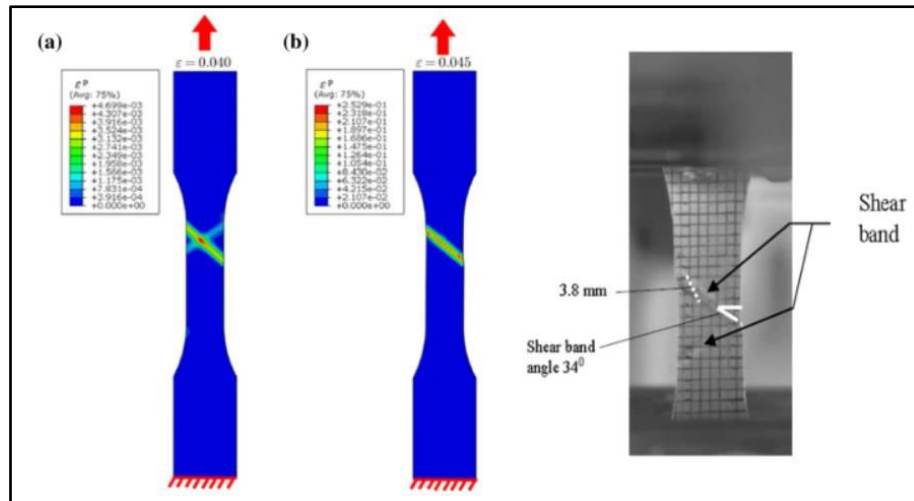 (a)
ε = 0.040
ε^p
(Avg: 75%)
+4.699e-03
+4.307e-03
+3.916e-03
+3.524e-03
+3.132e-03
+2.741e-03
+2.349e-03
+1.958e-03
+1.566e-03
+1.175e-03
+7.831e-04
+2.916e-04
+0.000e+00
(b)
ε = 0.045
ε^p
(Avg: 75%)
+2.529e-01
+2.318e-01
+2.107e-01
+1.897e-01
+1.686e-01
+1.475e-01
+1.264e-01
+1.054e-01
+8.430e-02
+6.322e-02
+4.215e-02
+2.107e-02
+0.000e+00
Shear
band
3.8 mm
Shear band
angle 34⁰